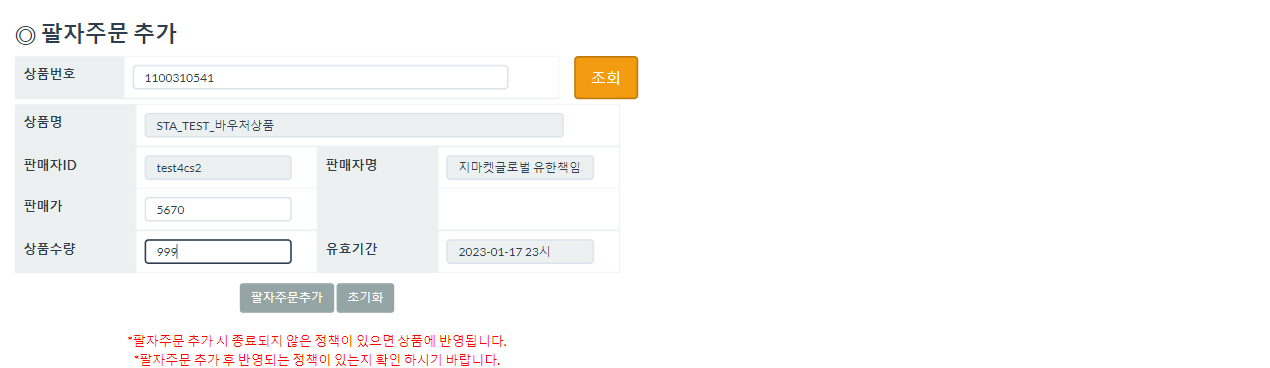 ◎ 팔자주문 추가
상품번호 1100310541 조회
상품명 STA_TEST_바우처상품
판매자ID test4cs2 판매자명 지마켓글로벌 유한책임
판매가 5670
상품수량 999 유효기간 2023-01-17 23시
팔자주문추가 초기화
*팔자주문 추가 시 종료되지 않은 정책이 있으면 상품에 반영됩니다.
*팔자주문 추가 후 반영되는 정책이 있는지 확인 하시기 바랍니다.